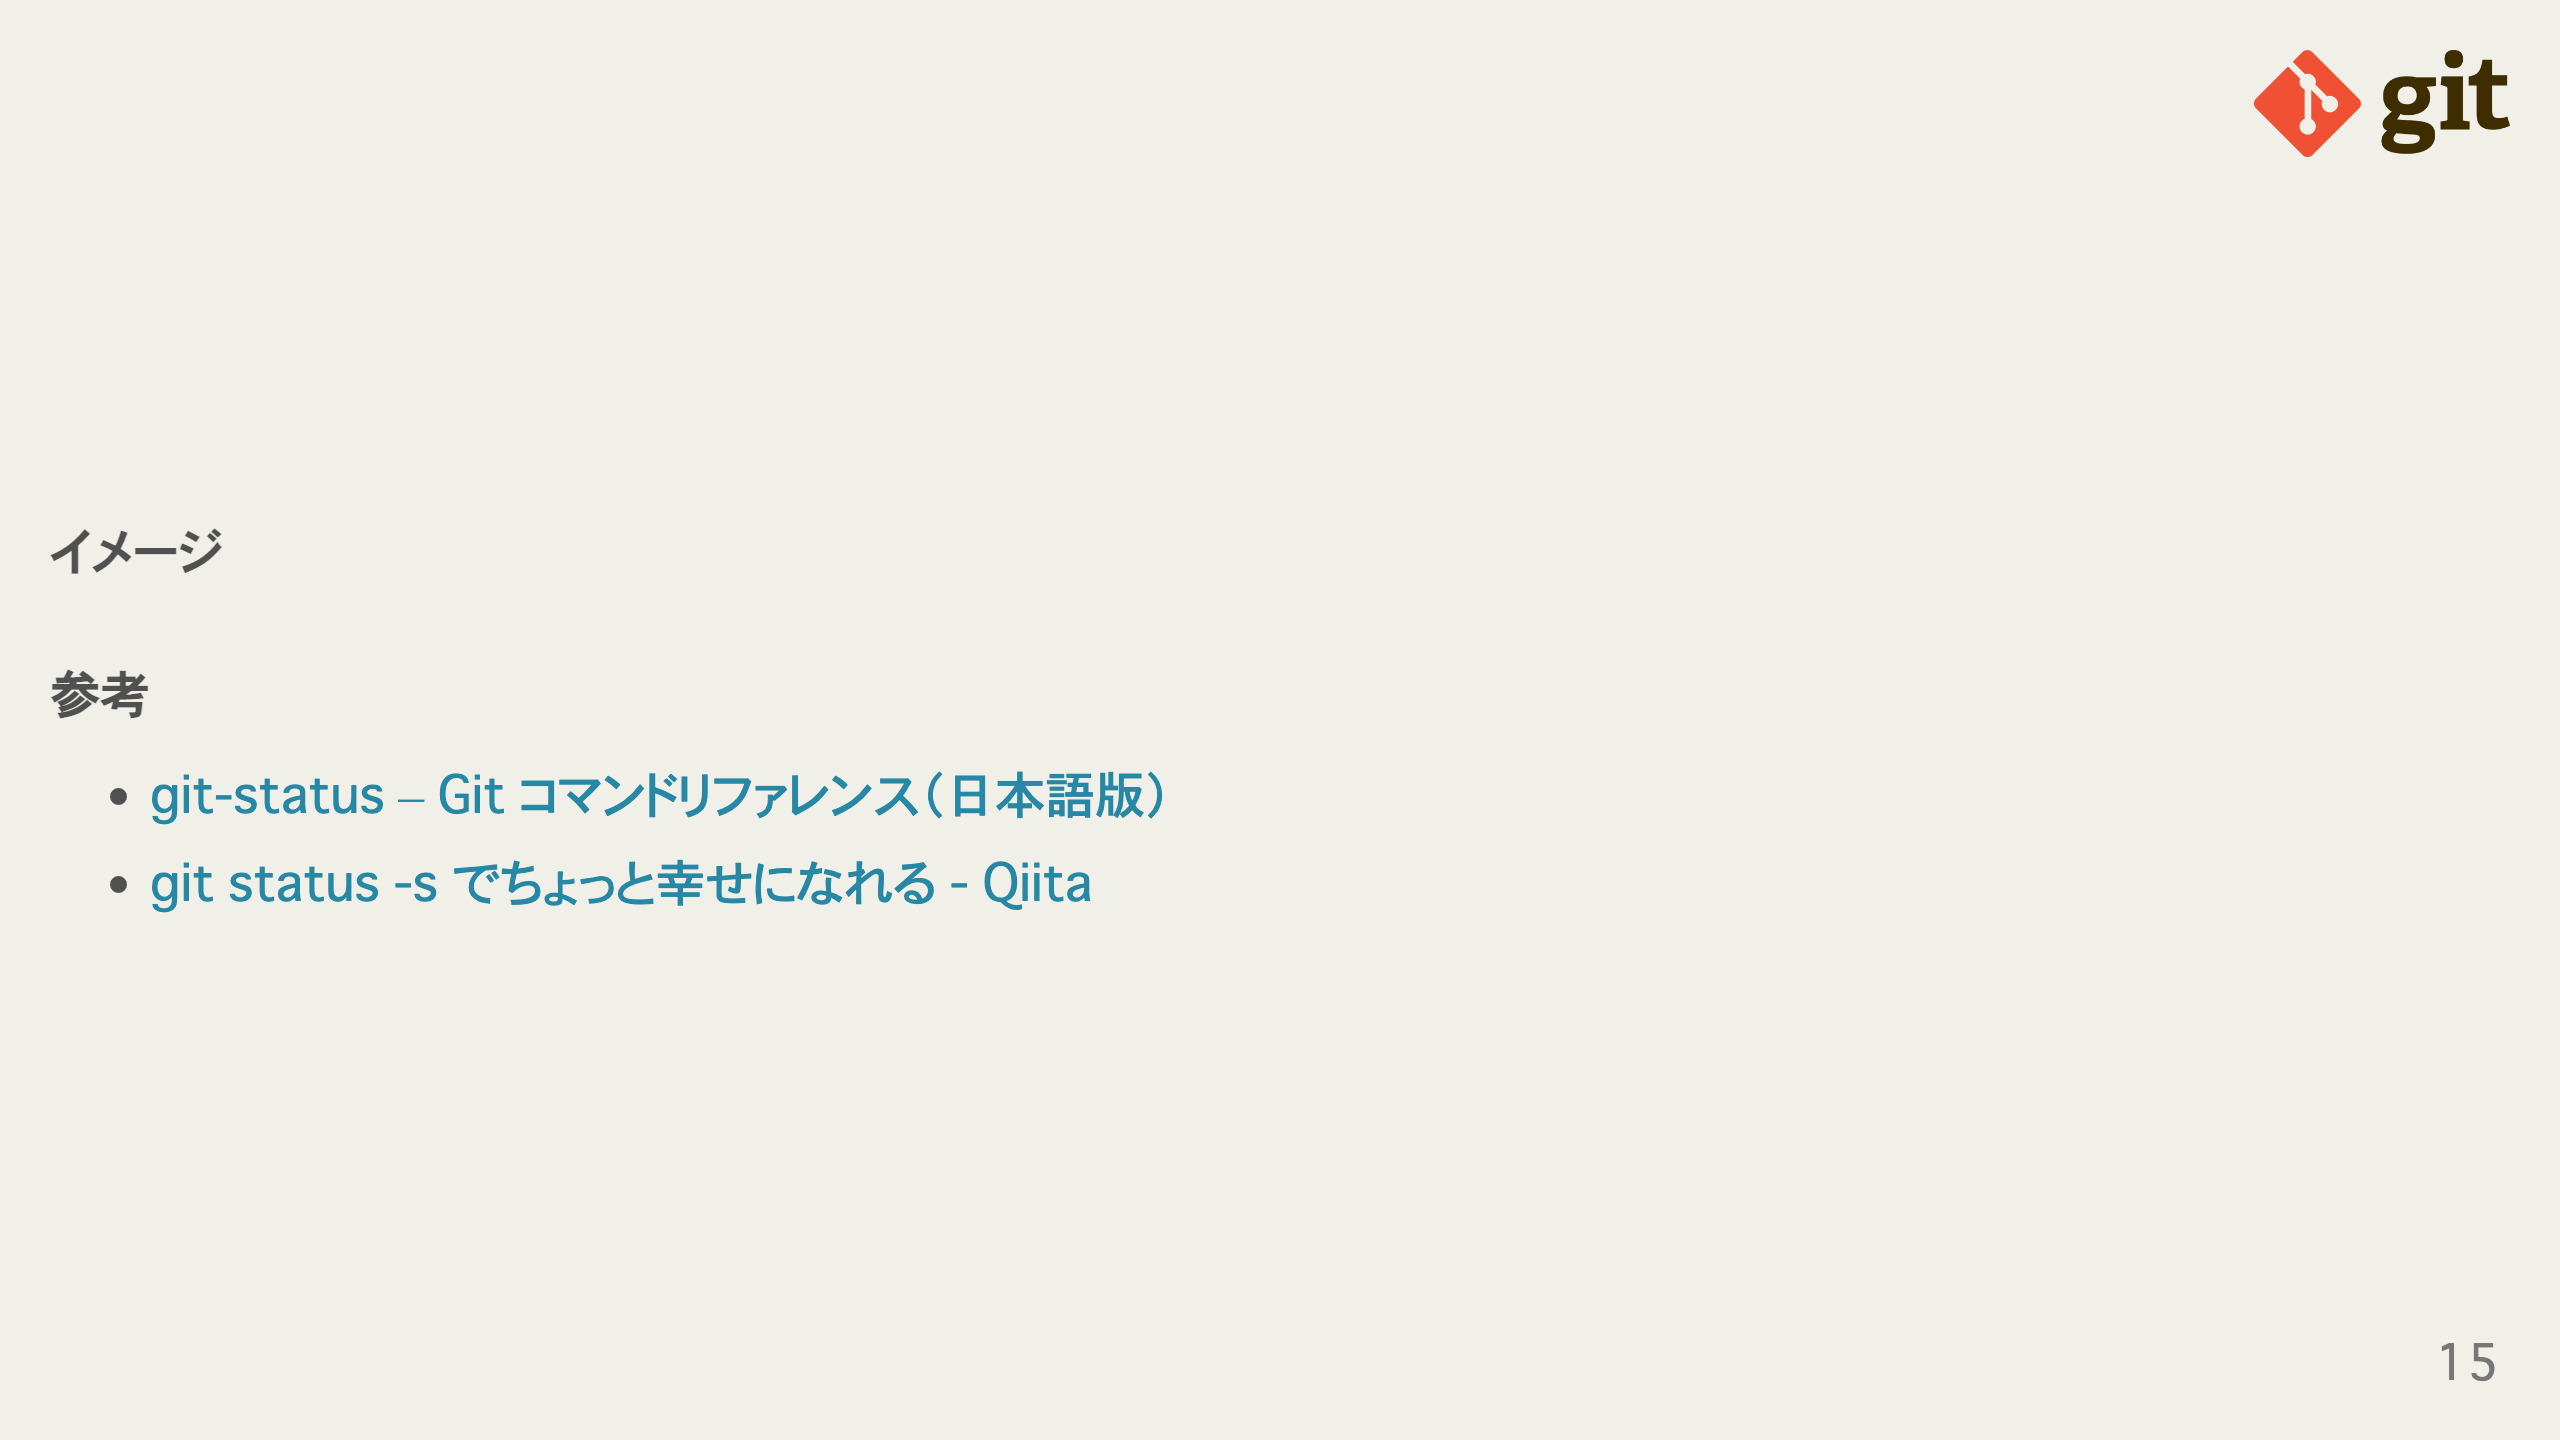 git
イメージ
参考
git-status – Git コマンドリファレンス（日本語版）
git status -s でちょっと幸せになれる - Qiita
15